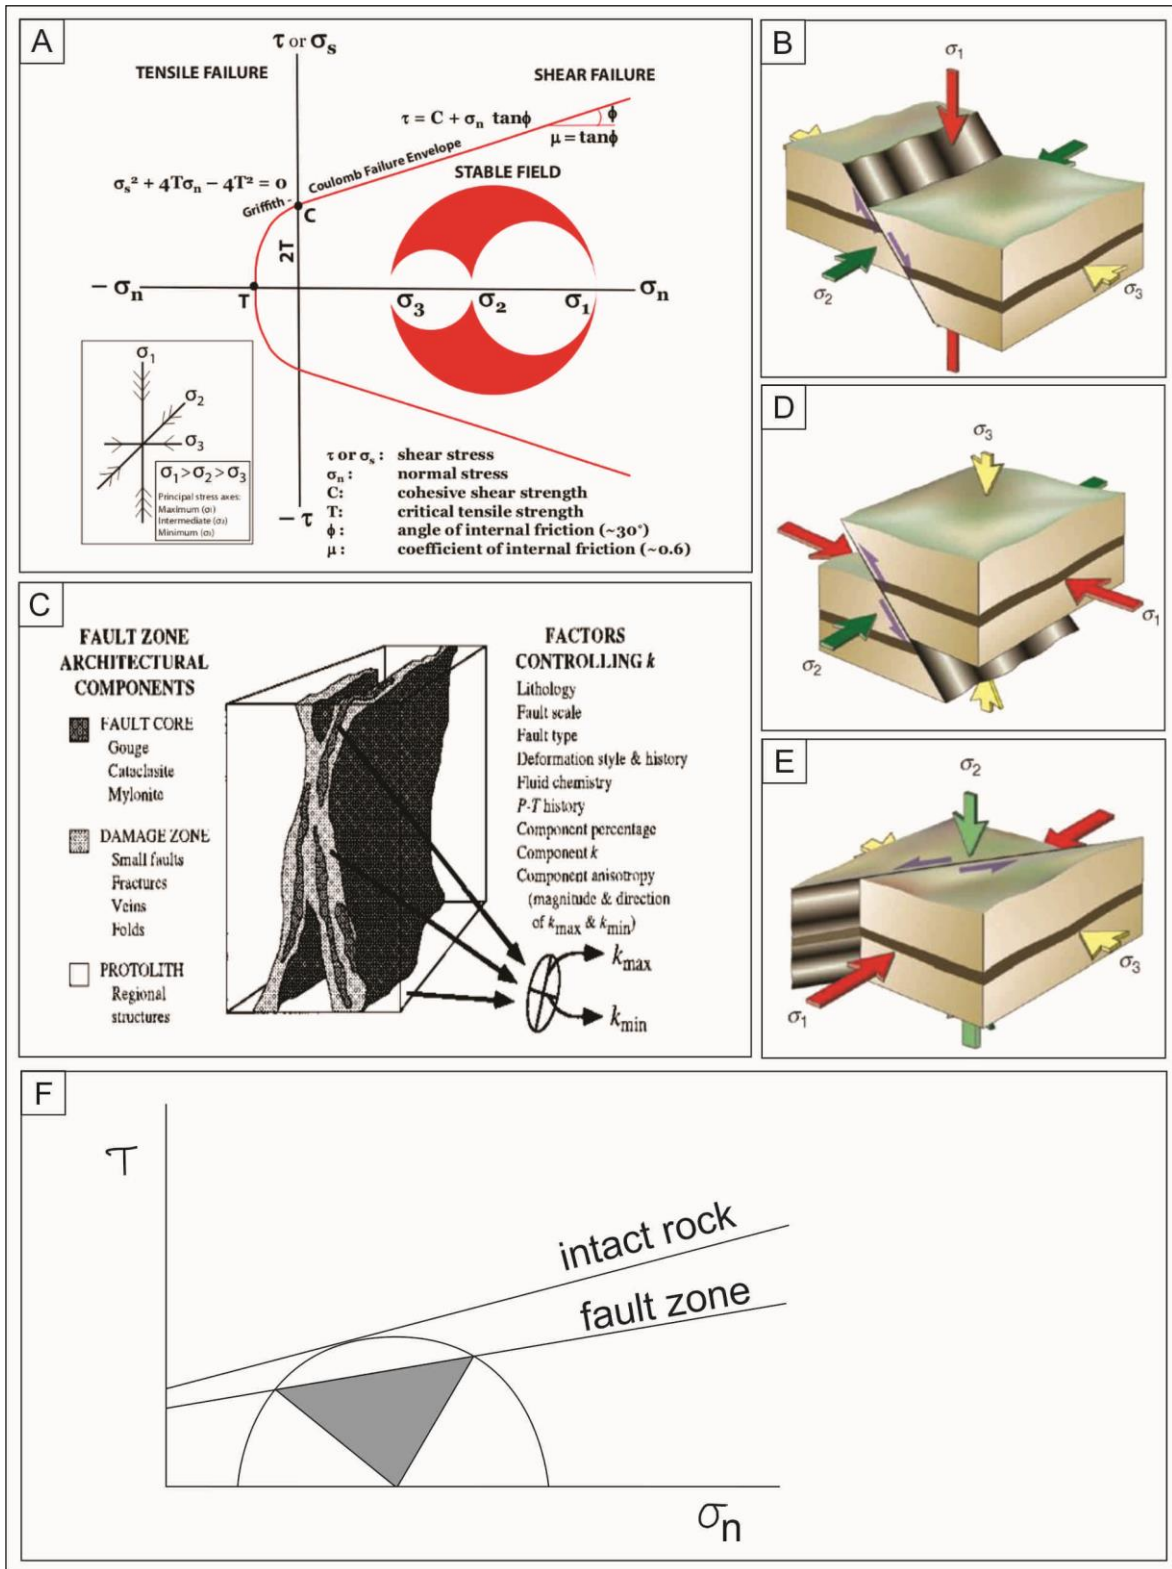 A
τ or σs
TENSILE FAILURE
SHEAR FAILURE
τ = C + σn tanϕ
ϕ
μ = tanϕ
Coulomb Failure Envelope
STABLE FIELD
σs² + 4Tσn – 4T² = 0
Griffith -
C
2T
– σn
T
σ3
σ2
σ1
σn
σ1
σ2
σ3
σ1 > σ2 > σ3
Principal stress axes:
Maximum (σ1)
Intermediate (σ2)
Minimum (σ3)
– τ
τ or σs : shear stress
σn : normal stress
C: cohesive shear strength
T: critical tensile strength
ϕ : angle of internal friction (~30°)
μ : coefficient of internal friction (~0.6)
B
σ1
σ2
σ3
C
FAULT ZONE
ARCHITECTURAL
COMPONENTS
FAULT CORE
Gouge
Cataclasite
Mylonite
DAMAGE ZONE
Small faults
Fractures
Veins
Folds
PROTOLITH
Regional
structures
FACTORS
CONTROLLING k
Lithology
Fault scale
Fault type
Deformation style & history
Fluid chemistry
P-T history
Component percentage
Component k
Component anisotropy
(magnitude & direction
of kmax & kmin)
kmax
kmin
D
σ3
σ1
σ2
E
σ2
σ3
σ1
F
τ
intact rock
fault zone
σn